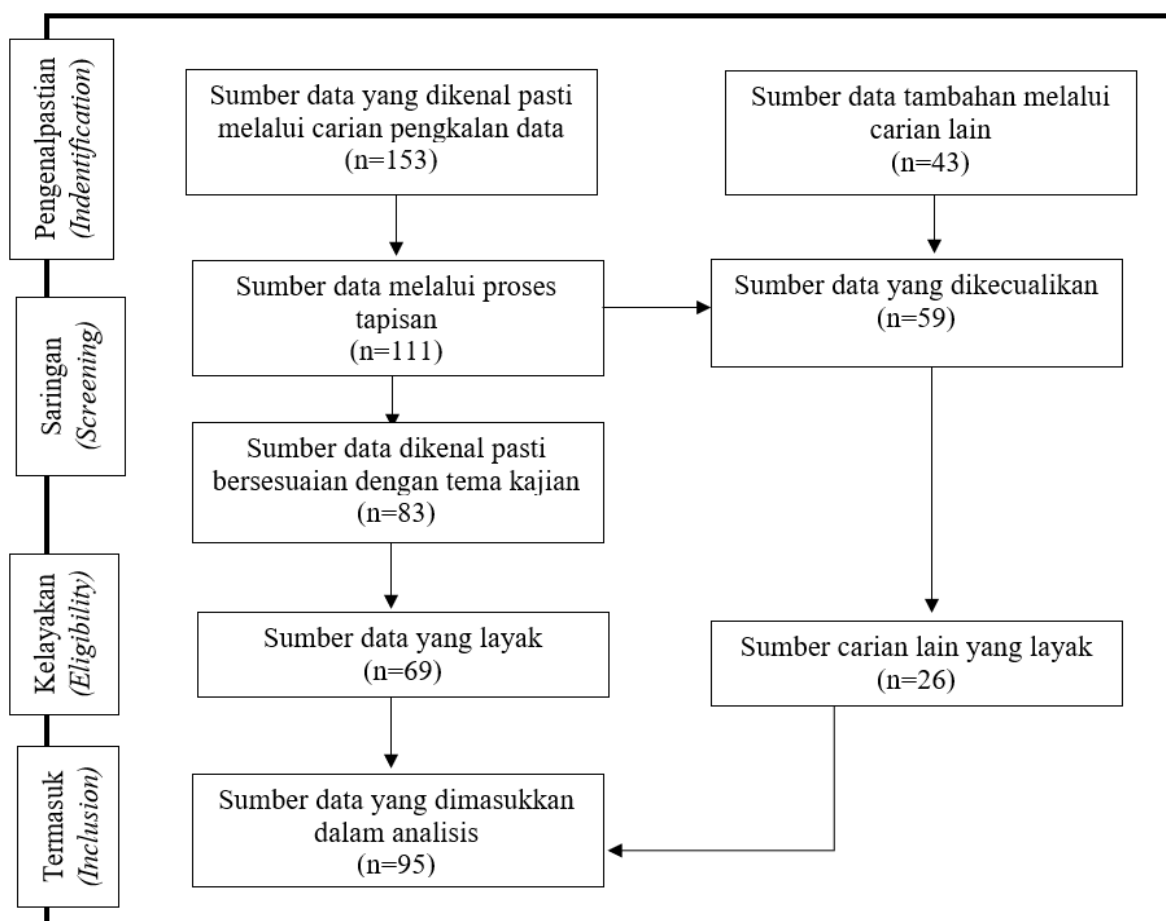 Pengenalpastian
(Indentification)
Sumber data yang dikenal pasti
melalui carian pengkalan data
(n=153)
Sumber data tambahan melalui
carian lain
(n=43)
Saringan
(Screening)
Sumber data melalui proses
tapisan
(n=111)
Sumber data yang dikecualikan
(n=59)
Sumber data dikenal pasti
bersesuaian dengan tema kajian
(n=83)
Kelayakan
(Eligibility)
Sumber data yang layak
(n=69)
Sumber carian lain yang layak
(n=26)
Termasuk
(Inclusion)
Sumber data yang dimasukkan
dalam analisis
(n=95)